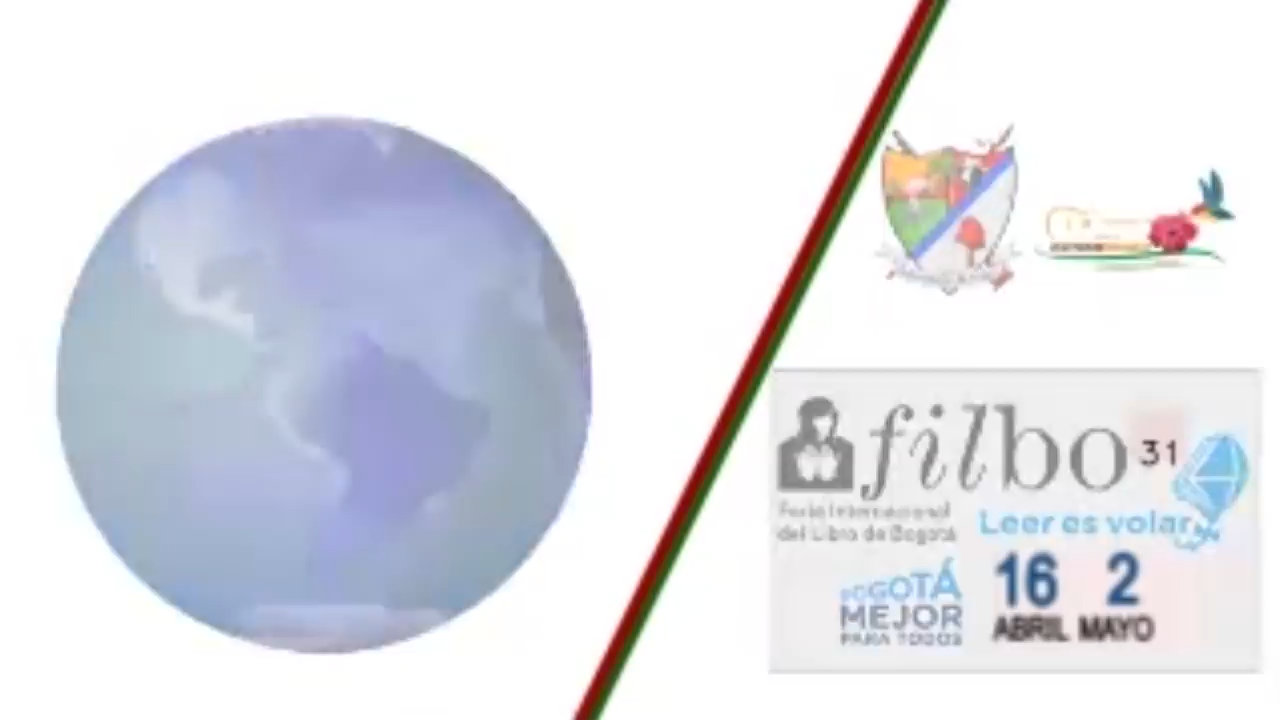 filbo 31
Feria Internacional
del Libro de Bogotá
Leer es volar
BOGOTÁ
MEJOR
PARA TODOS
16 2
ABRIL MAYO